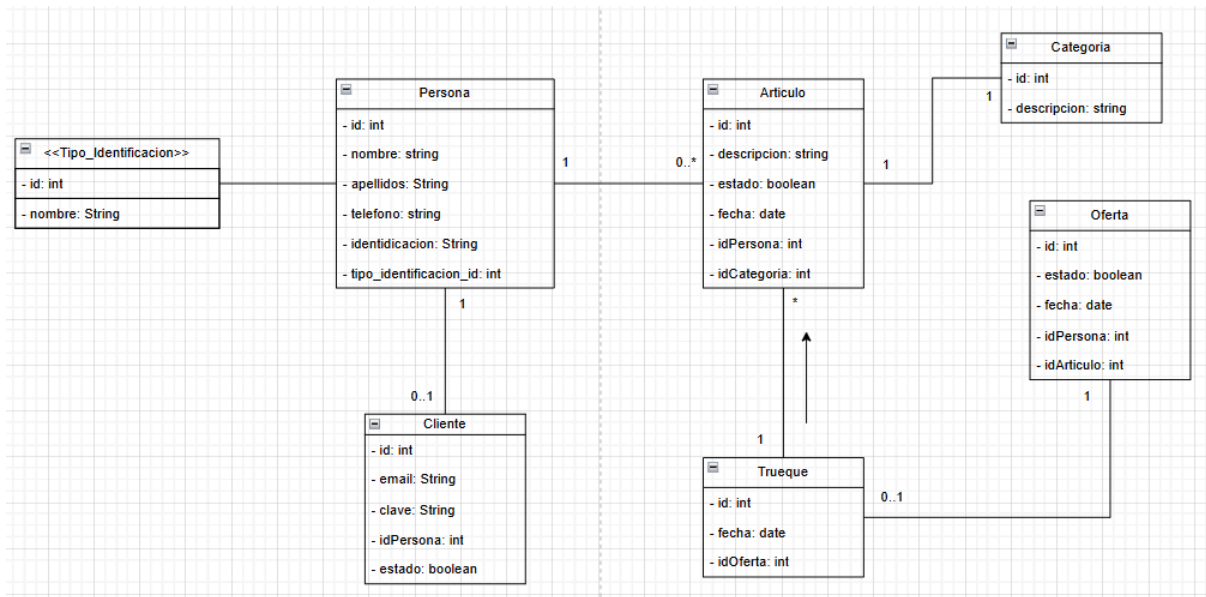 <<Tipo_Identificacion>>
- id: int
- nombre: String
Persona
- id: int
- nombre: string
- apellidos: String
- telefono: string
- identidicacion: String
- tipo_identificacion_id: int
1
0..*
1
0..1
Cliente
- id: int
- email: String
- clave: String
- idPersona: int
- estado: boolean
Articulo
- id: int
- descripcion: string
- estado: boolean
- fecha: date
- idPersona: int
- idCategoria: int
1
1
*
1
Categoria
- id: int
- descripcion: string
Trueque
- id: int
- fecha: date
- idOferta: int
0..1
1
Oferta
- id: int
- estado: boolean
- fecha: date
- idPersona: int
- idArticulo: int